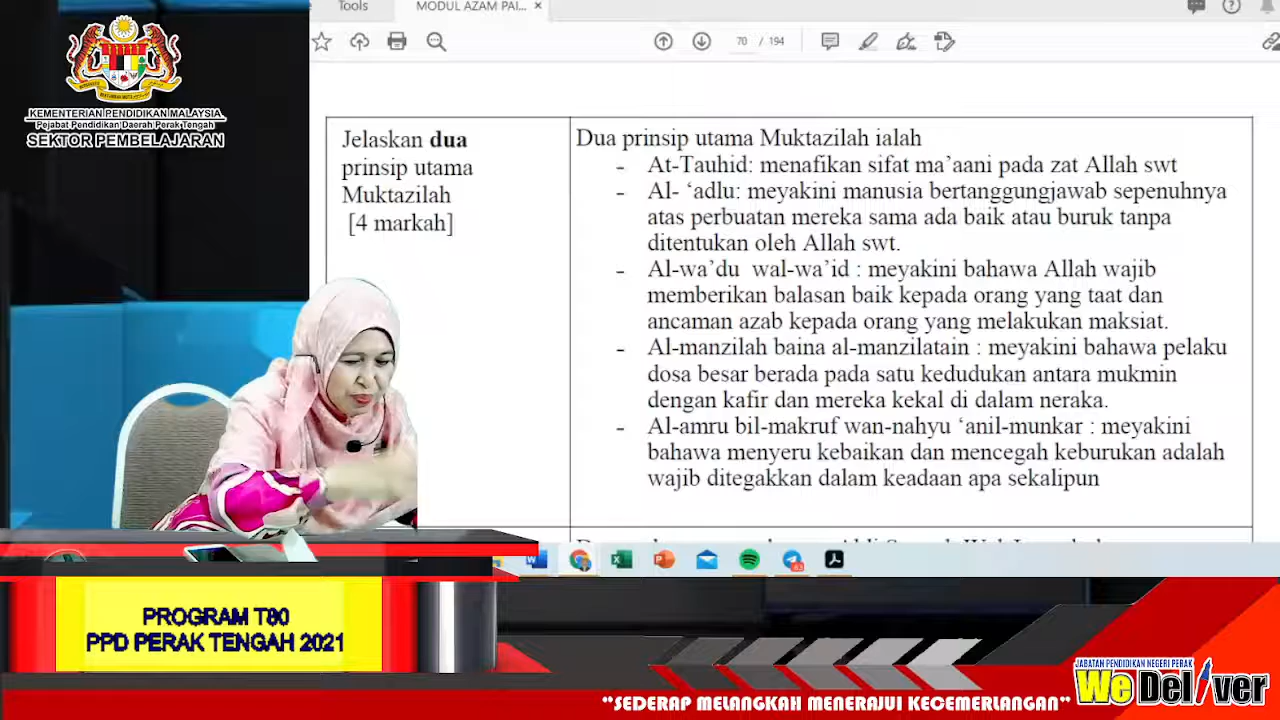 Tools
MODUL AZAM PAI...
70 / 194
KEMENTERIAN PENDIDIKAN MALAYSIA
Pejabat Pendidikan Daerah Perak Tengah
SEKTOR PEMBELAJARAN
Jelaskan dua
prinsip utama
Muktazilah
[4 markah]
Dua prinsip utama Muktazilah ialah
- At-Tauhid: menafikan sifat ma’aani pada zat Allah swt
- Al- ‘adlu: meyakini manusia bertanggungjawab sepenuhnya
atas perbuatan mereka sama ada baik atau buruk tanpa
ditentukan oleh Allah swt.
- Al-wa’du wal-wa’id : meyakini bahawa Allah wajib
memberikan balasan baik kepada orang yang taat dan
ancaman azab kepada orang yang melakukan maksiat.
- Al-manzilah baina al-manzilatain : meyakini bahawa pelaku
dosa besar berada pada satu kedudukan antara mukmin
dengan kafir dan mereka kekal di dalam neraka.
- Al-amru bil-makruf wan-nahyu ‘anil-munkar : meyakini
bahawa menyeru kebaikan dan mencegah keburukan adalah
wajib ditegakkan dalam keadaan apa sekalipun
PROGRAM T80
PPD PERAK TENGAH 2021
JABATAN PENDIDIKAN NEGERI PERAK
We Deliver
"SEDERAP MELANGKAH MENERAJUI KECEMERLANGAN"